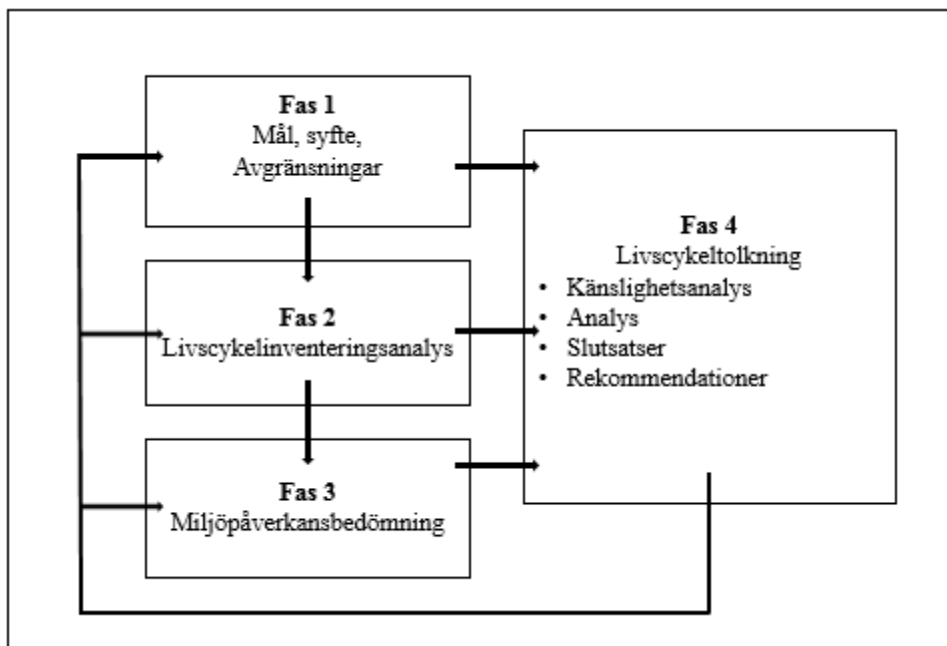 Fas 1
Mål, syfte,
Avgränsningar
Fas 2
Livscykelinventeringsanalys
Fas 3
Miljöpåverkansbedömning
Fas 4
Livscykeltolkning
• Känslighetsanalys
• Analys
• Slutsatser
• Rekommendationer